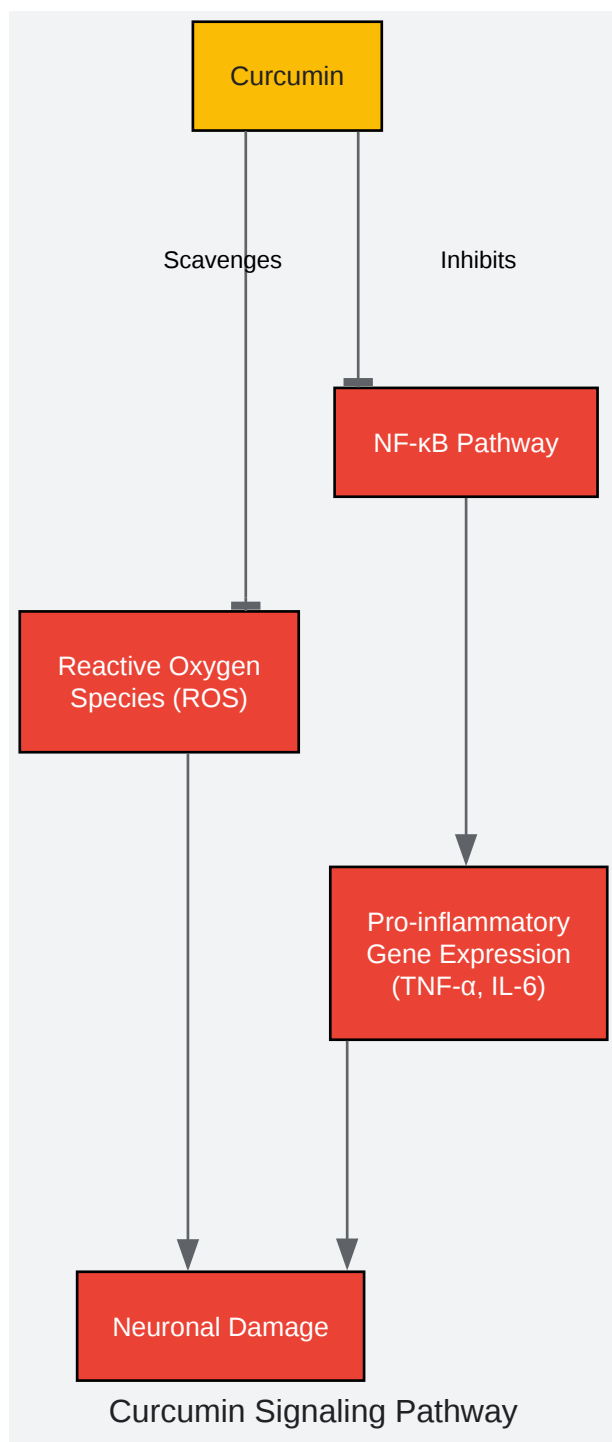 Curcumin
Scavenges
Inhibits
NF-κB Pathway
Reactive Oxygen
Species (ROS)
Pro-inflammatory
Gene Expression
(TNF-α, IL-6)
Neuronal Damage
Curcumin Signaling Pathway